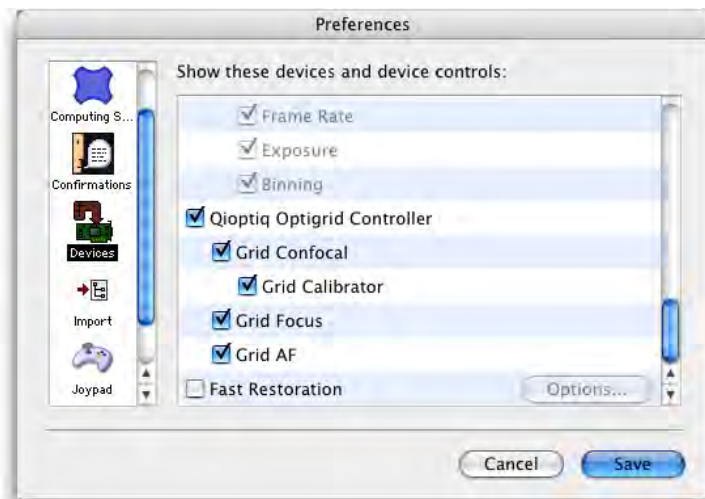 Preferences
Show these devices and device controls:
Computing S...
Confirmations
Devices
Import
Joypad
Frame Rate
Exposure
Binning
Qioptiq Optigrid Controller
Grid Confocal
Grid Calibrator
Grid Focus
Grid AF
Fast Restoration
Options...
Cancel
Save